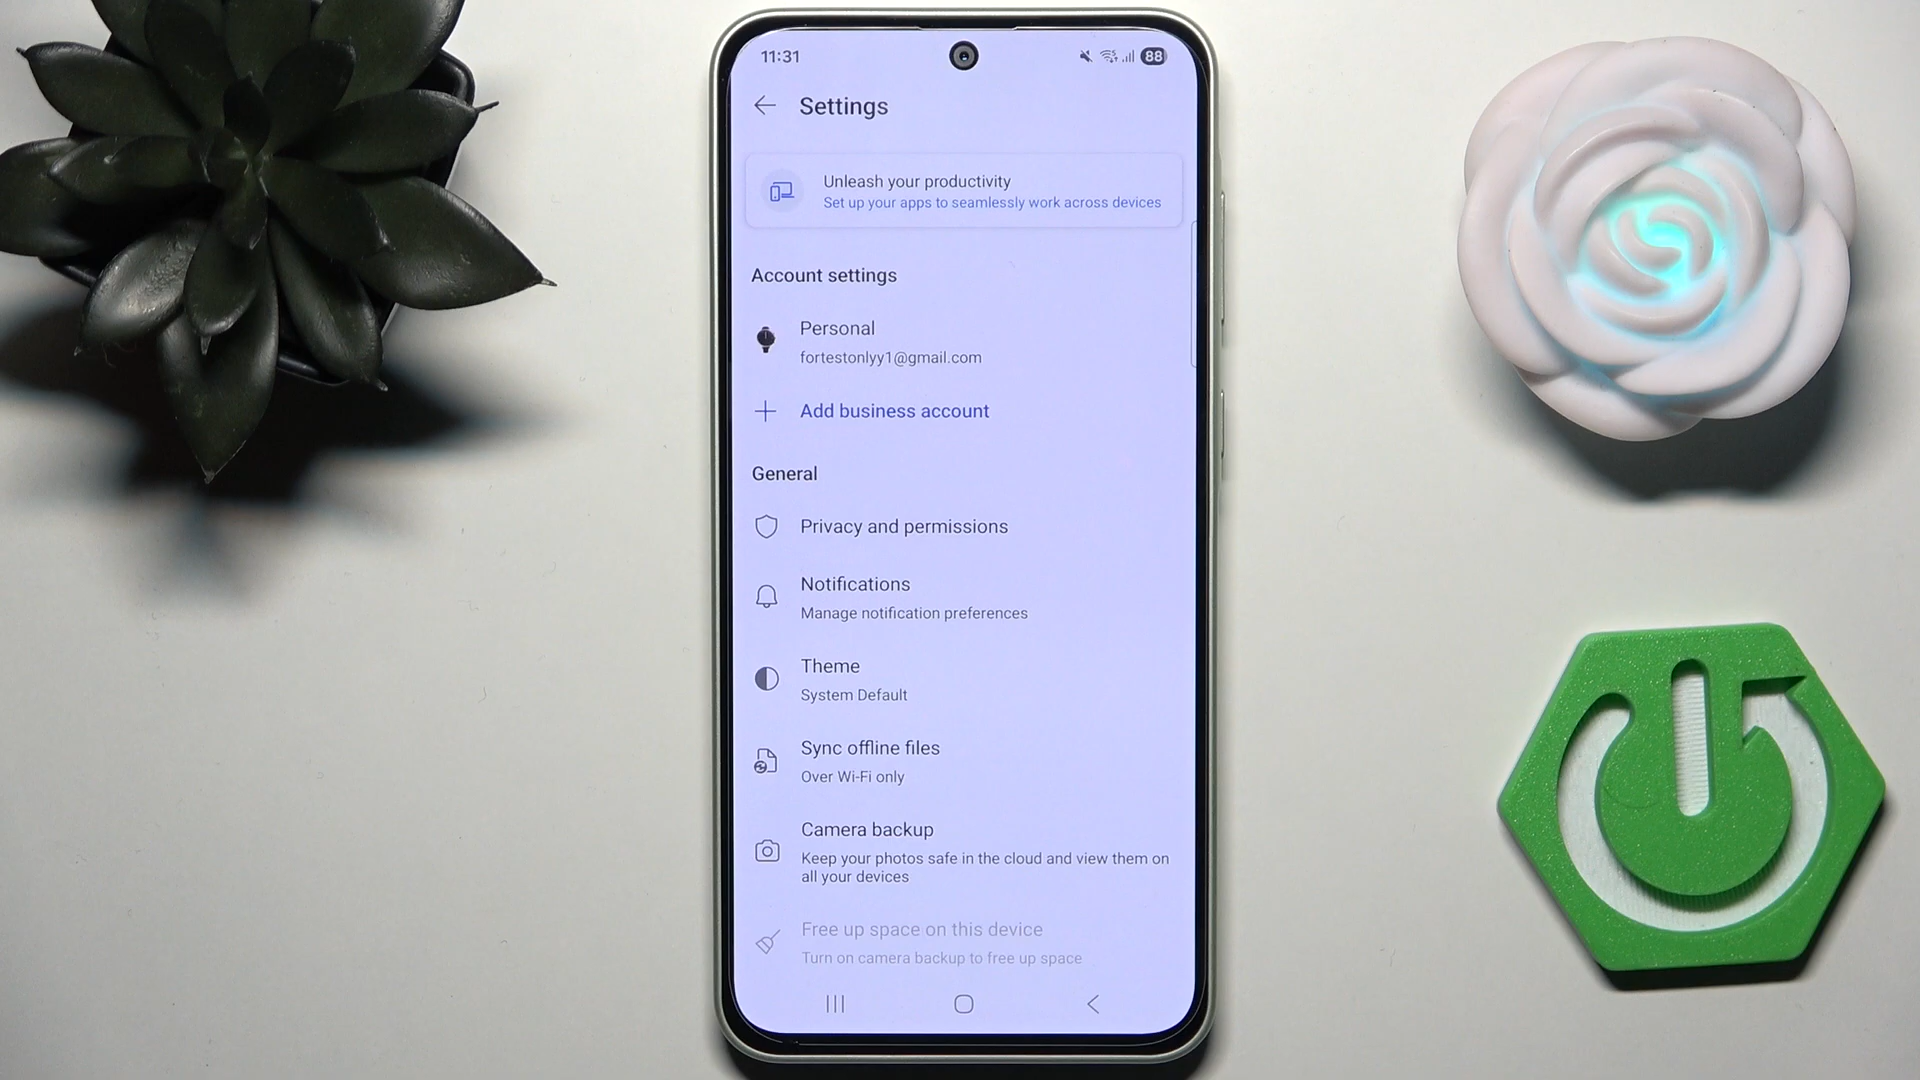 11:31
88
Settings
Unleash your productivity
Set up your apps to seamlessly work across devices
Account settings
Personal
fortestonlyy1@gmail.com
Add business account
General
Privacy and permissions
Notifications
Manage notification preferences
Theme
System Default
Sync offline files
Over Wi-Fi only
Camera backup
Keep your photos safe in the cloud and view them on
all your devices
Free up space on this device
Turn on camera backup to free up space